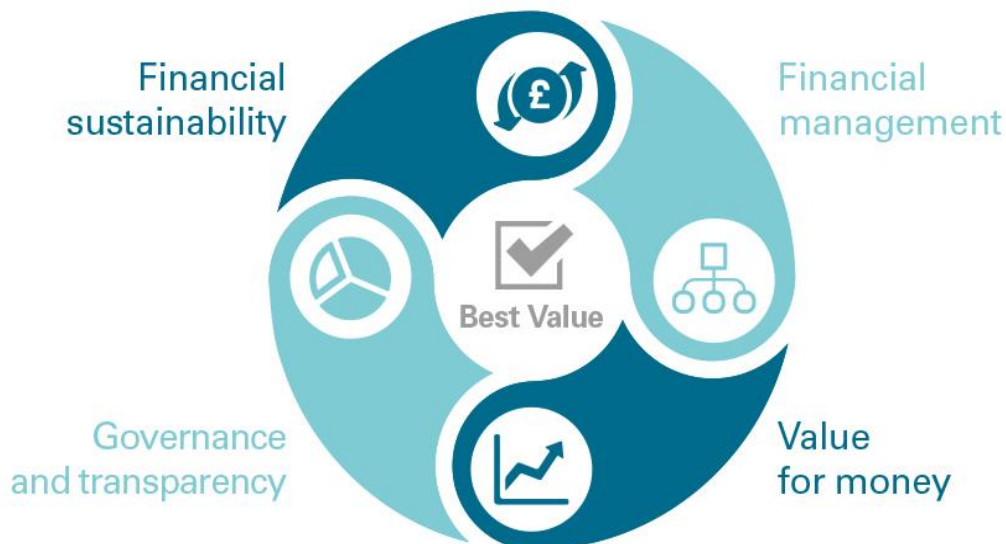 Financial
sustainability
Financial
management
£
Best Value
Governance
and transparency
Value
for money